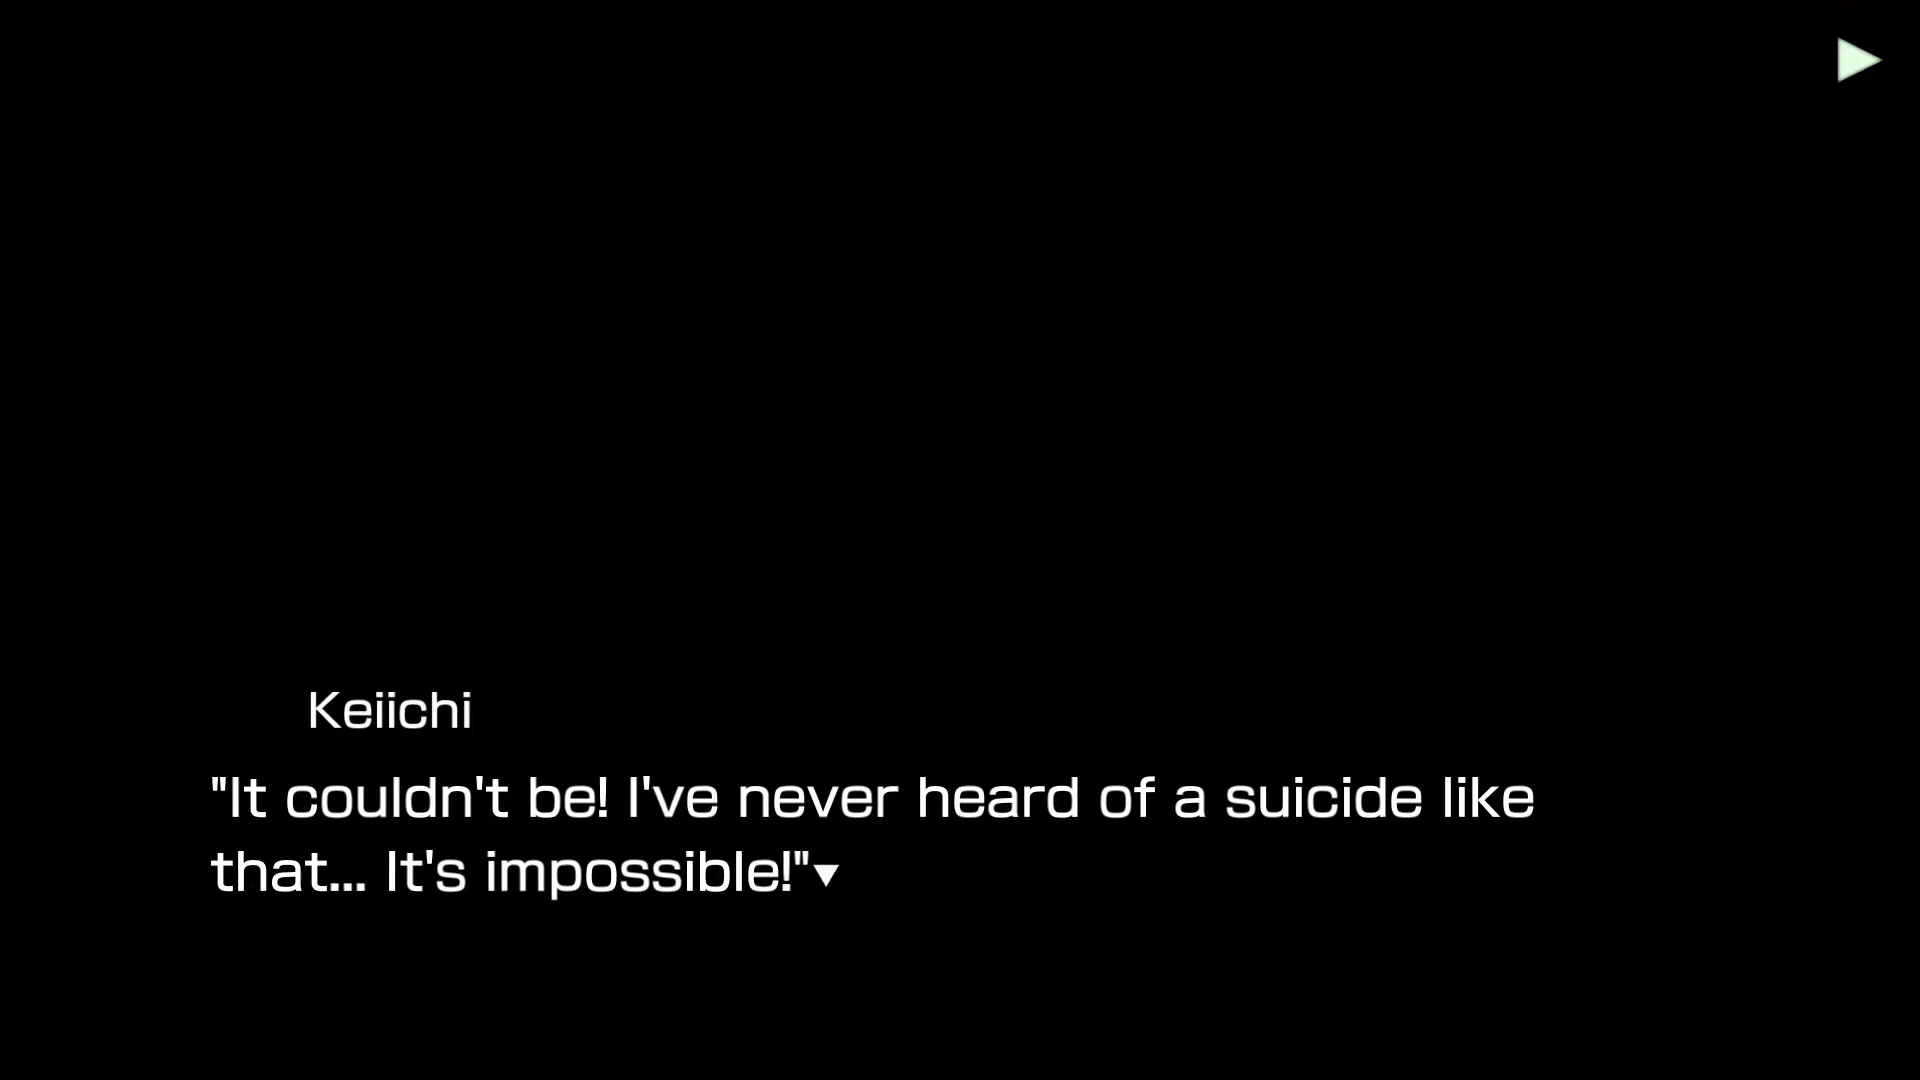 Keiichi
"It couldn't be! I've never heard of a suicide like
that... It's impossible!"▼